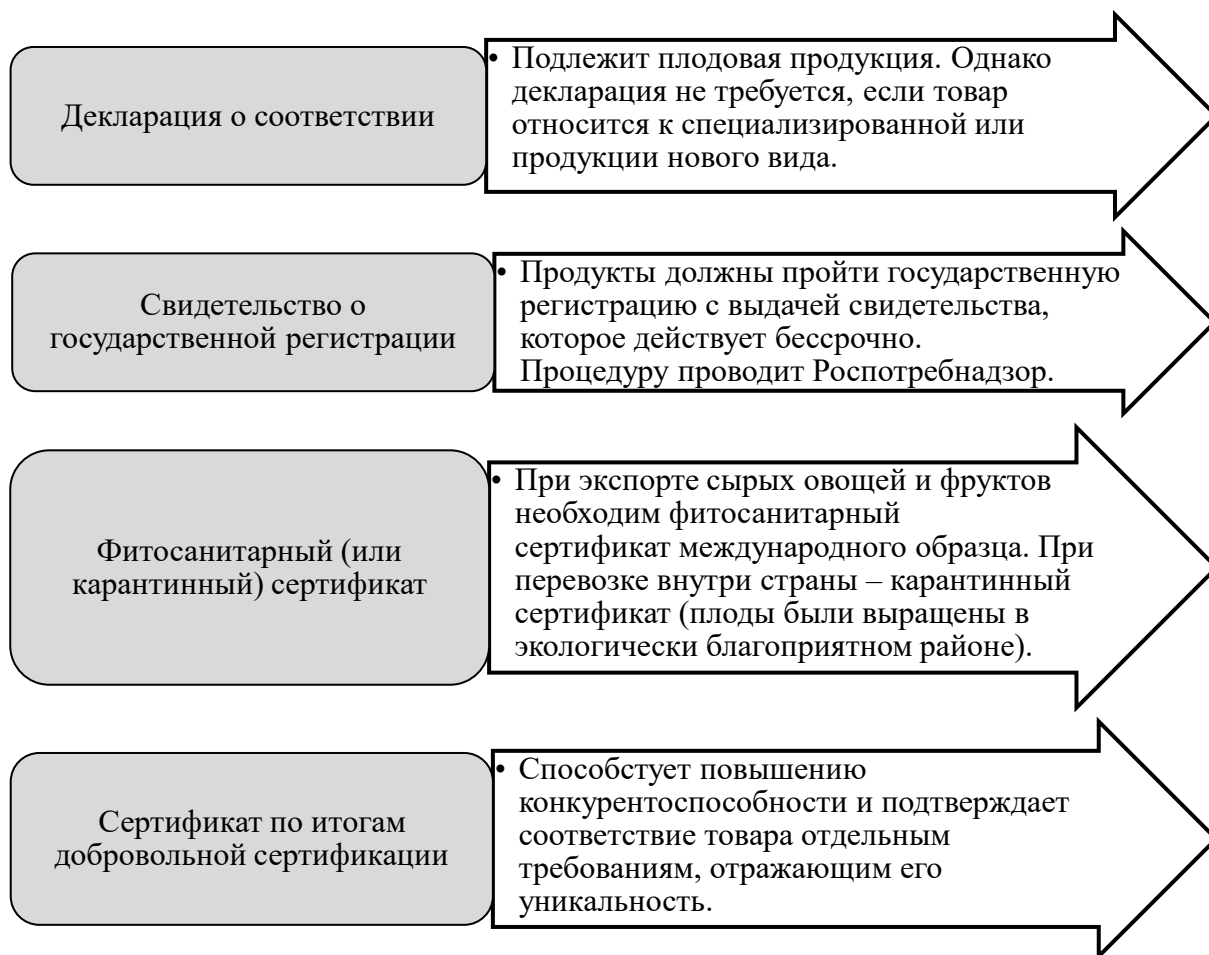 Декларация о соответствии
• Подлежит плодовая продукция. Однако
декларация не требуется, если товар
относится к специализированной или
продукции нового вида.
Свидетельство о
государственной регистрации
• Продукты должны пройти государственную
регистрацию с выдачей свидетельства,
которое действует бессрочно.
Процедуру проводит Роспотребнадзор.
Фитосанитарный (или
карантинный) сертификат
• При экспорте сырых овощей и фруктов
необходим фитосанитарный
сертификат международного образца. При
перевозке внутри страны – карантинный
сертификат (плоды были выращены в
экологически благоприятном районе).
Сертификат по итогам
добровольной сертификации
• Способстует повышению
конкурентоспособности и подтверждает
соответствие товара отдельным
требованиям, отражающим его
уникальность.